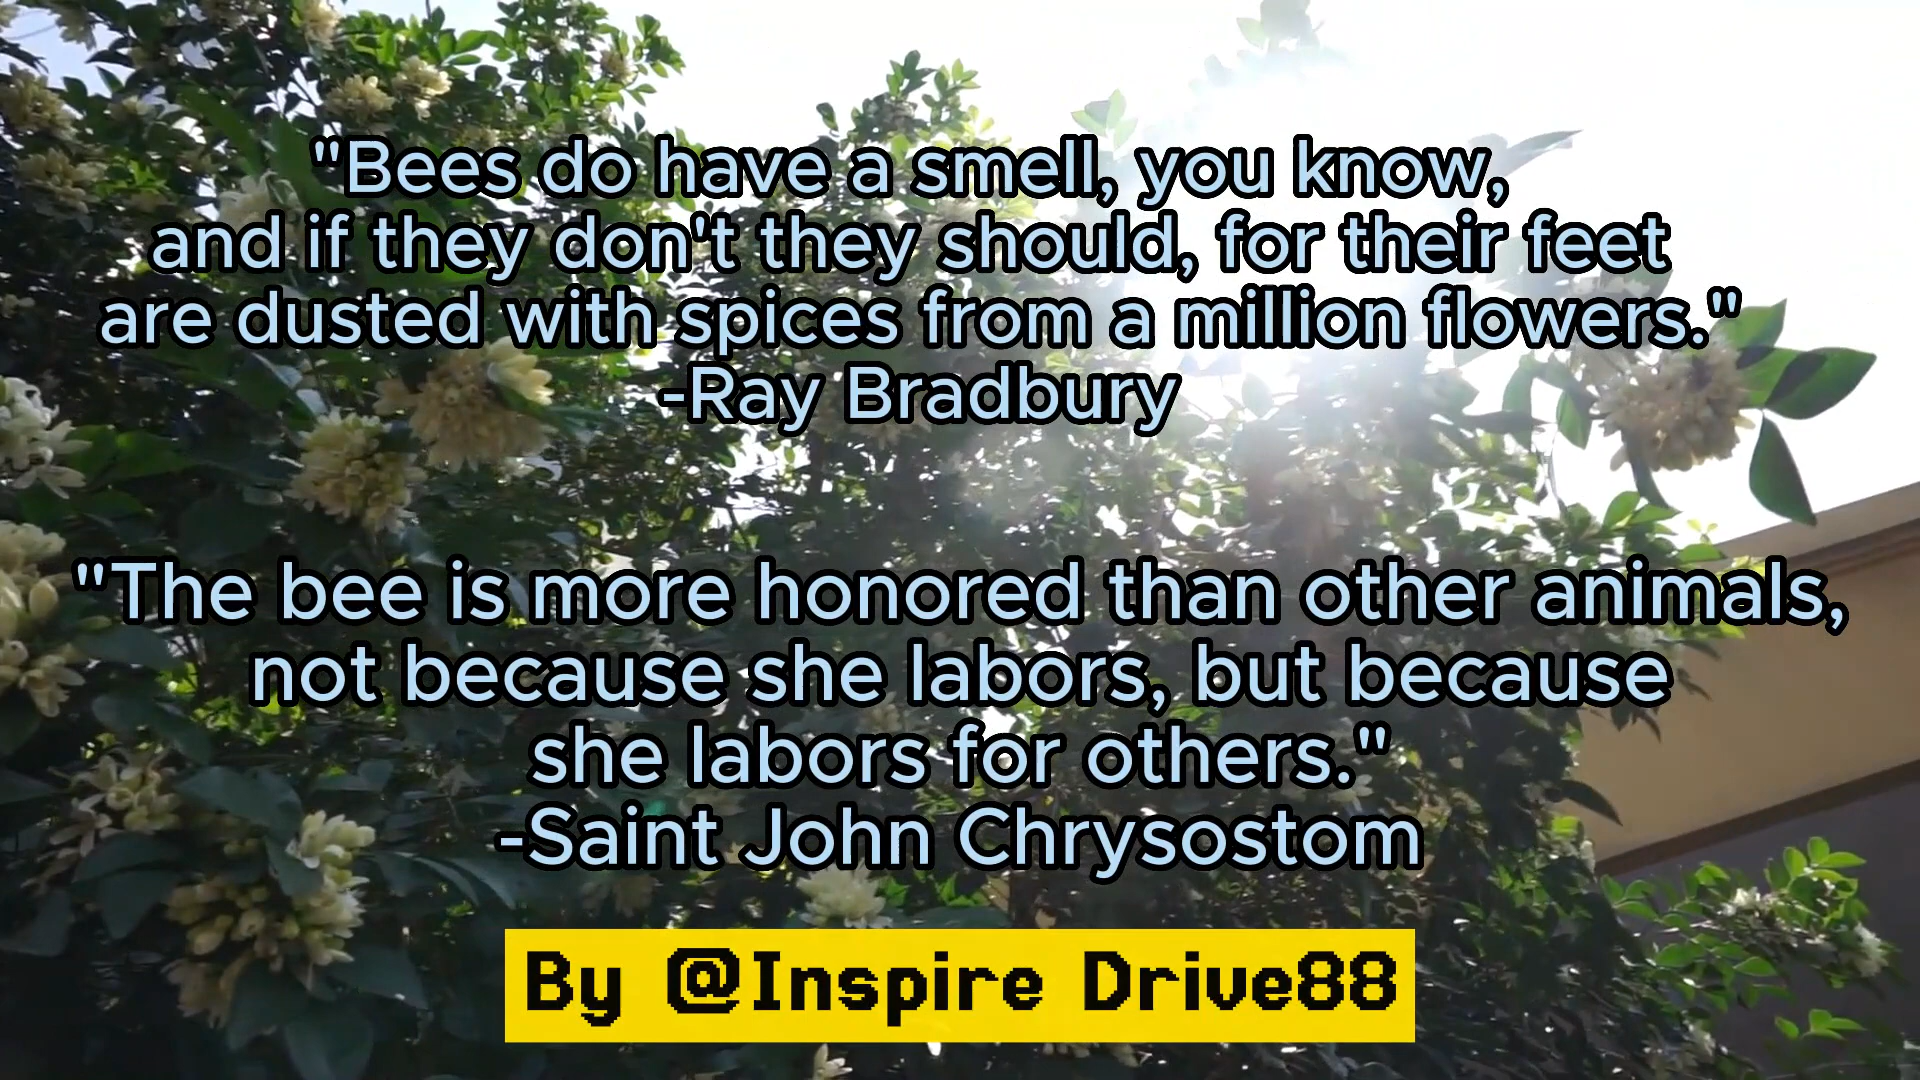 "Bees do have a smell, you know,
and if they don't they should, for their feet
are dusted with spices from a million flowers."
-Ray Bradbury
"The bee is more honored than other animals,
not because she labors, but because
she labors for others."
-Saint John Chrysostom
By @Inspire Drive88